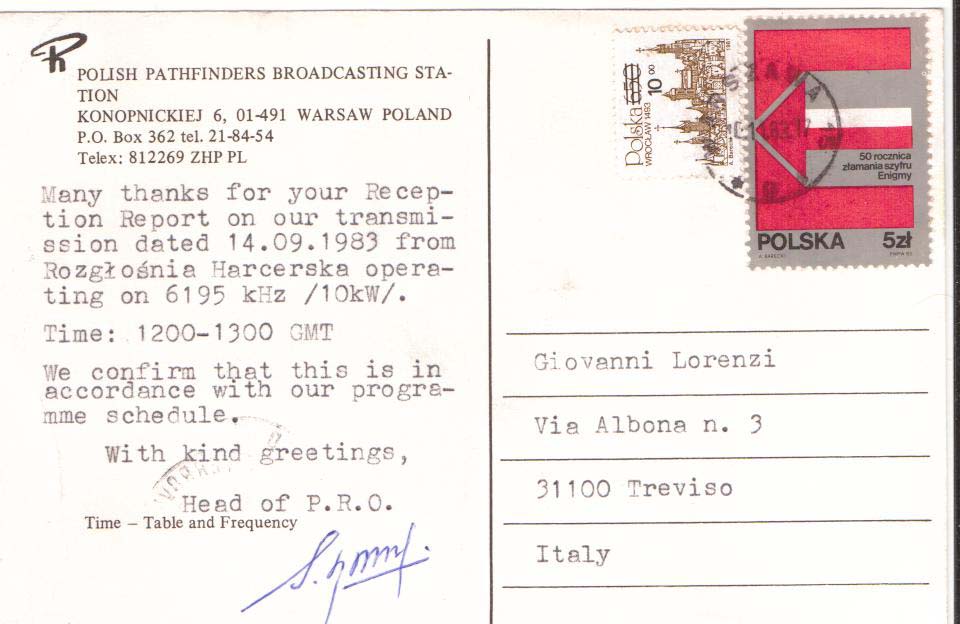 POLISH PATHFINDERS BROADCASTING STA-
TION
KONOPNICKIEJ 6, 01-491 WARSAW POLAND
P.O. Box 362 tel. 21-84-54
Telex: 812269 ZHP PL
Many thanks for your Recep-
tion Report on our transmi-
ssion dated 14.09.1983 from
Rozgłośnia Harcerska opera-
ting on 6195 kHz /10kW/.
Time: 1200-1300 GMT
We confirm that this is in
accordance with our progra-
mme schedule.
With kind greetings,
Head of P.R.O.
Time – Table and Frequency
Polska 650
10 00
WROCŁAW 1493
WARSZAWA
50 rocznica
złamania szyfru
Enigmy
POLSKA 5zł
Giovanni Lorenzi
Via Albona n. 3
31100 Treviso
Italy